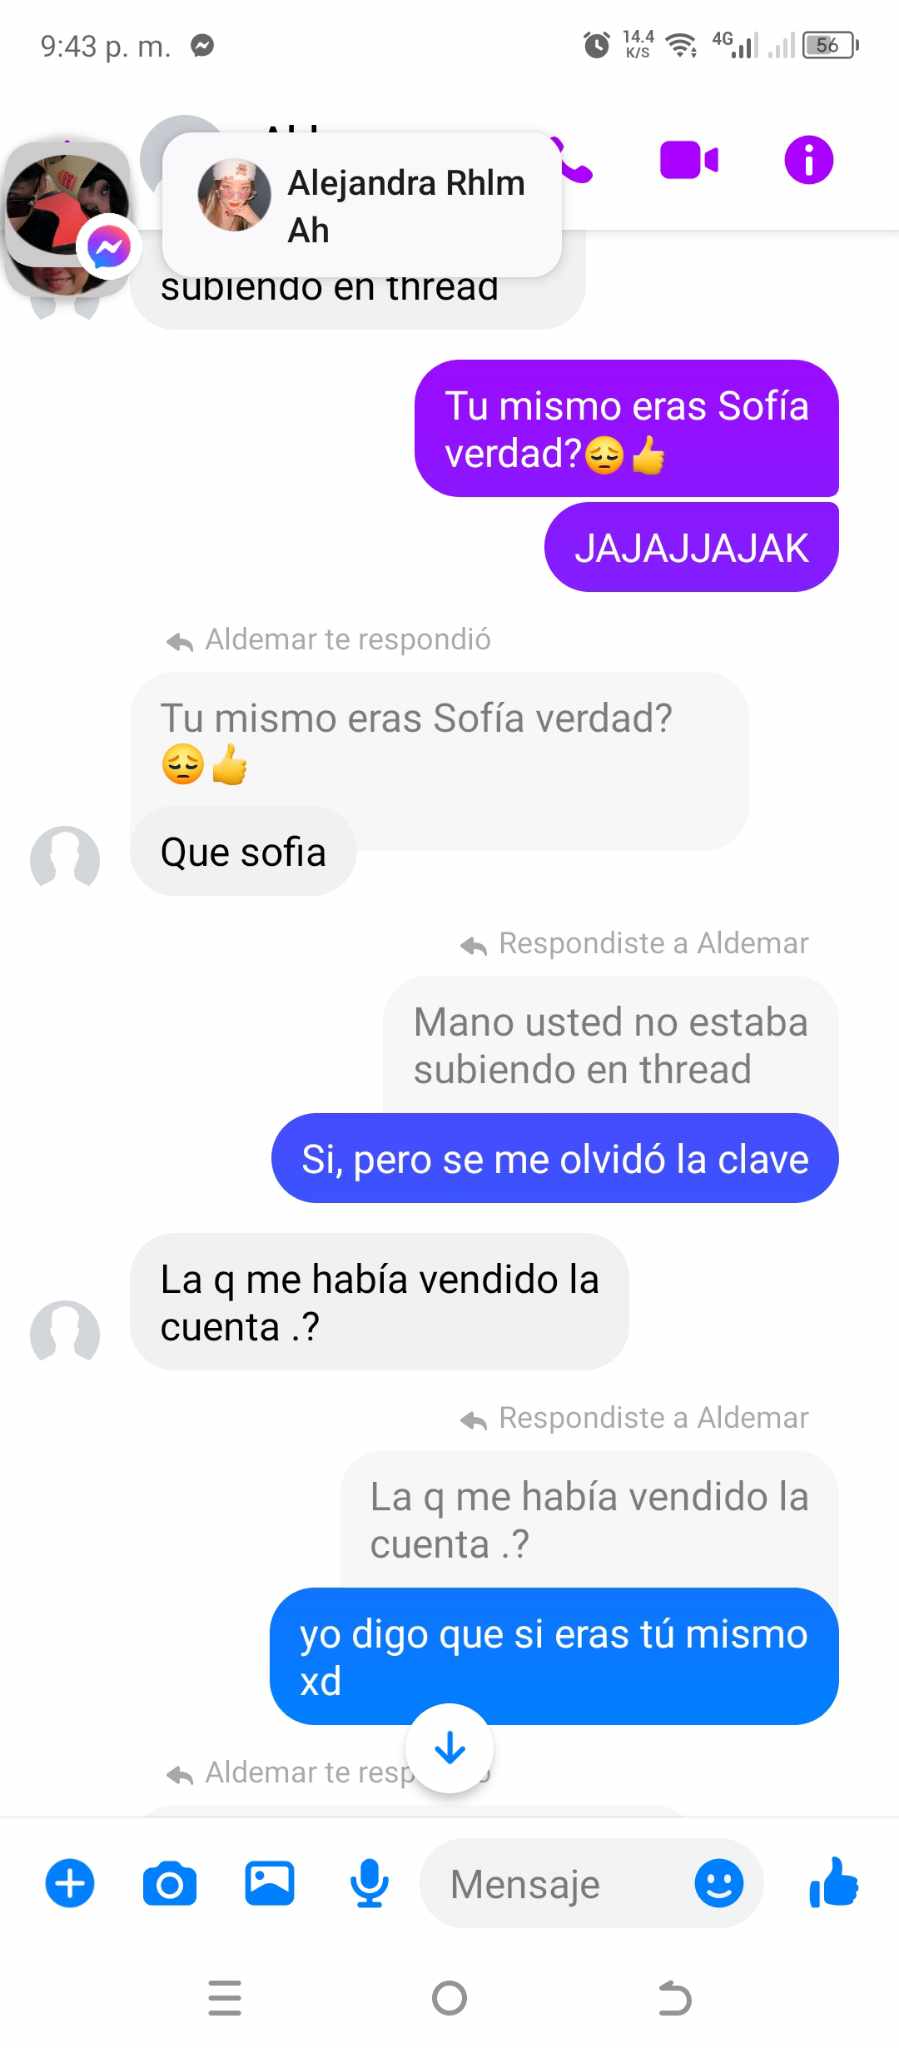 9:43 p. m.
14.4
K/S
4G
56
Alejandra Rhlm
Ah
subiendo en thread
Tu mismo eras Sofía
verdad?😔👍
JAJAJJAJAK
Aldemar te respondió
Tu mismo eras Sofía verdad?
😔👍
Que sofia
Respondiste a Aldemar
Mano usted no estaba
subiendo en thread
Si, pero se me olvidó la clave
La q me había vendido la
cuenta .?
Respondiste a Aldemar
La q me había vendido la
cuenta .?
yo digo que si eras tú mismo
xd
Aldemar te
Mensaje